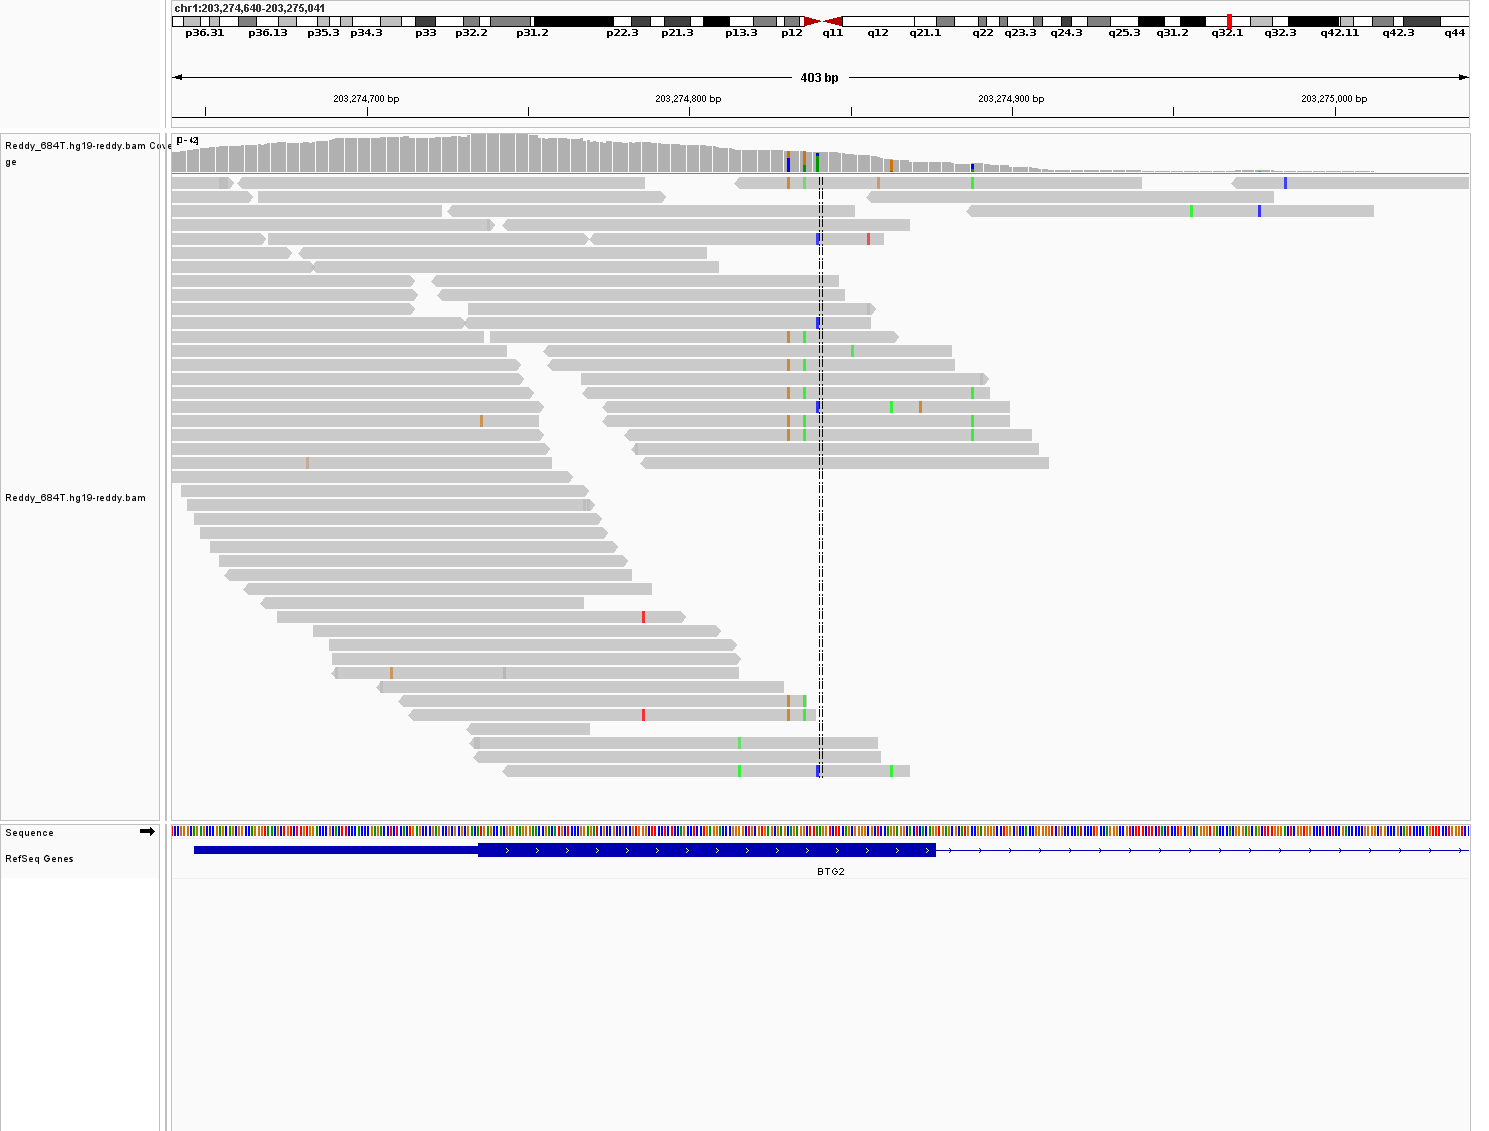 chr1:203,274,640-203,275,041
p36.31 p36.13 p35.3 p34.3 p33 p32.2 p31.2 p22.3 p21.3 p13.3 p12 q11 q12 q21.1 q22 q23.3 q24.3 q25.3 q31.2 q32.1 q32.3 q42.11 q42.3 q44
403 bp
203,274,700 bp 203,274,800 bp 203,274,900 bp 203,275,000 bp
[0 - 42]
Reddy_684T.hg19-reddy.bam Cove
ge
Reddy_684T.hg19-reddy.bam
Sequence
RefSeq Genes
BTG2